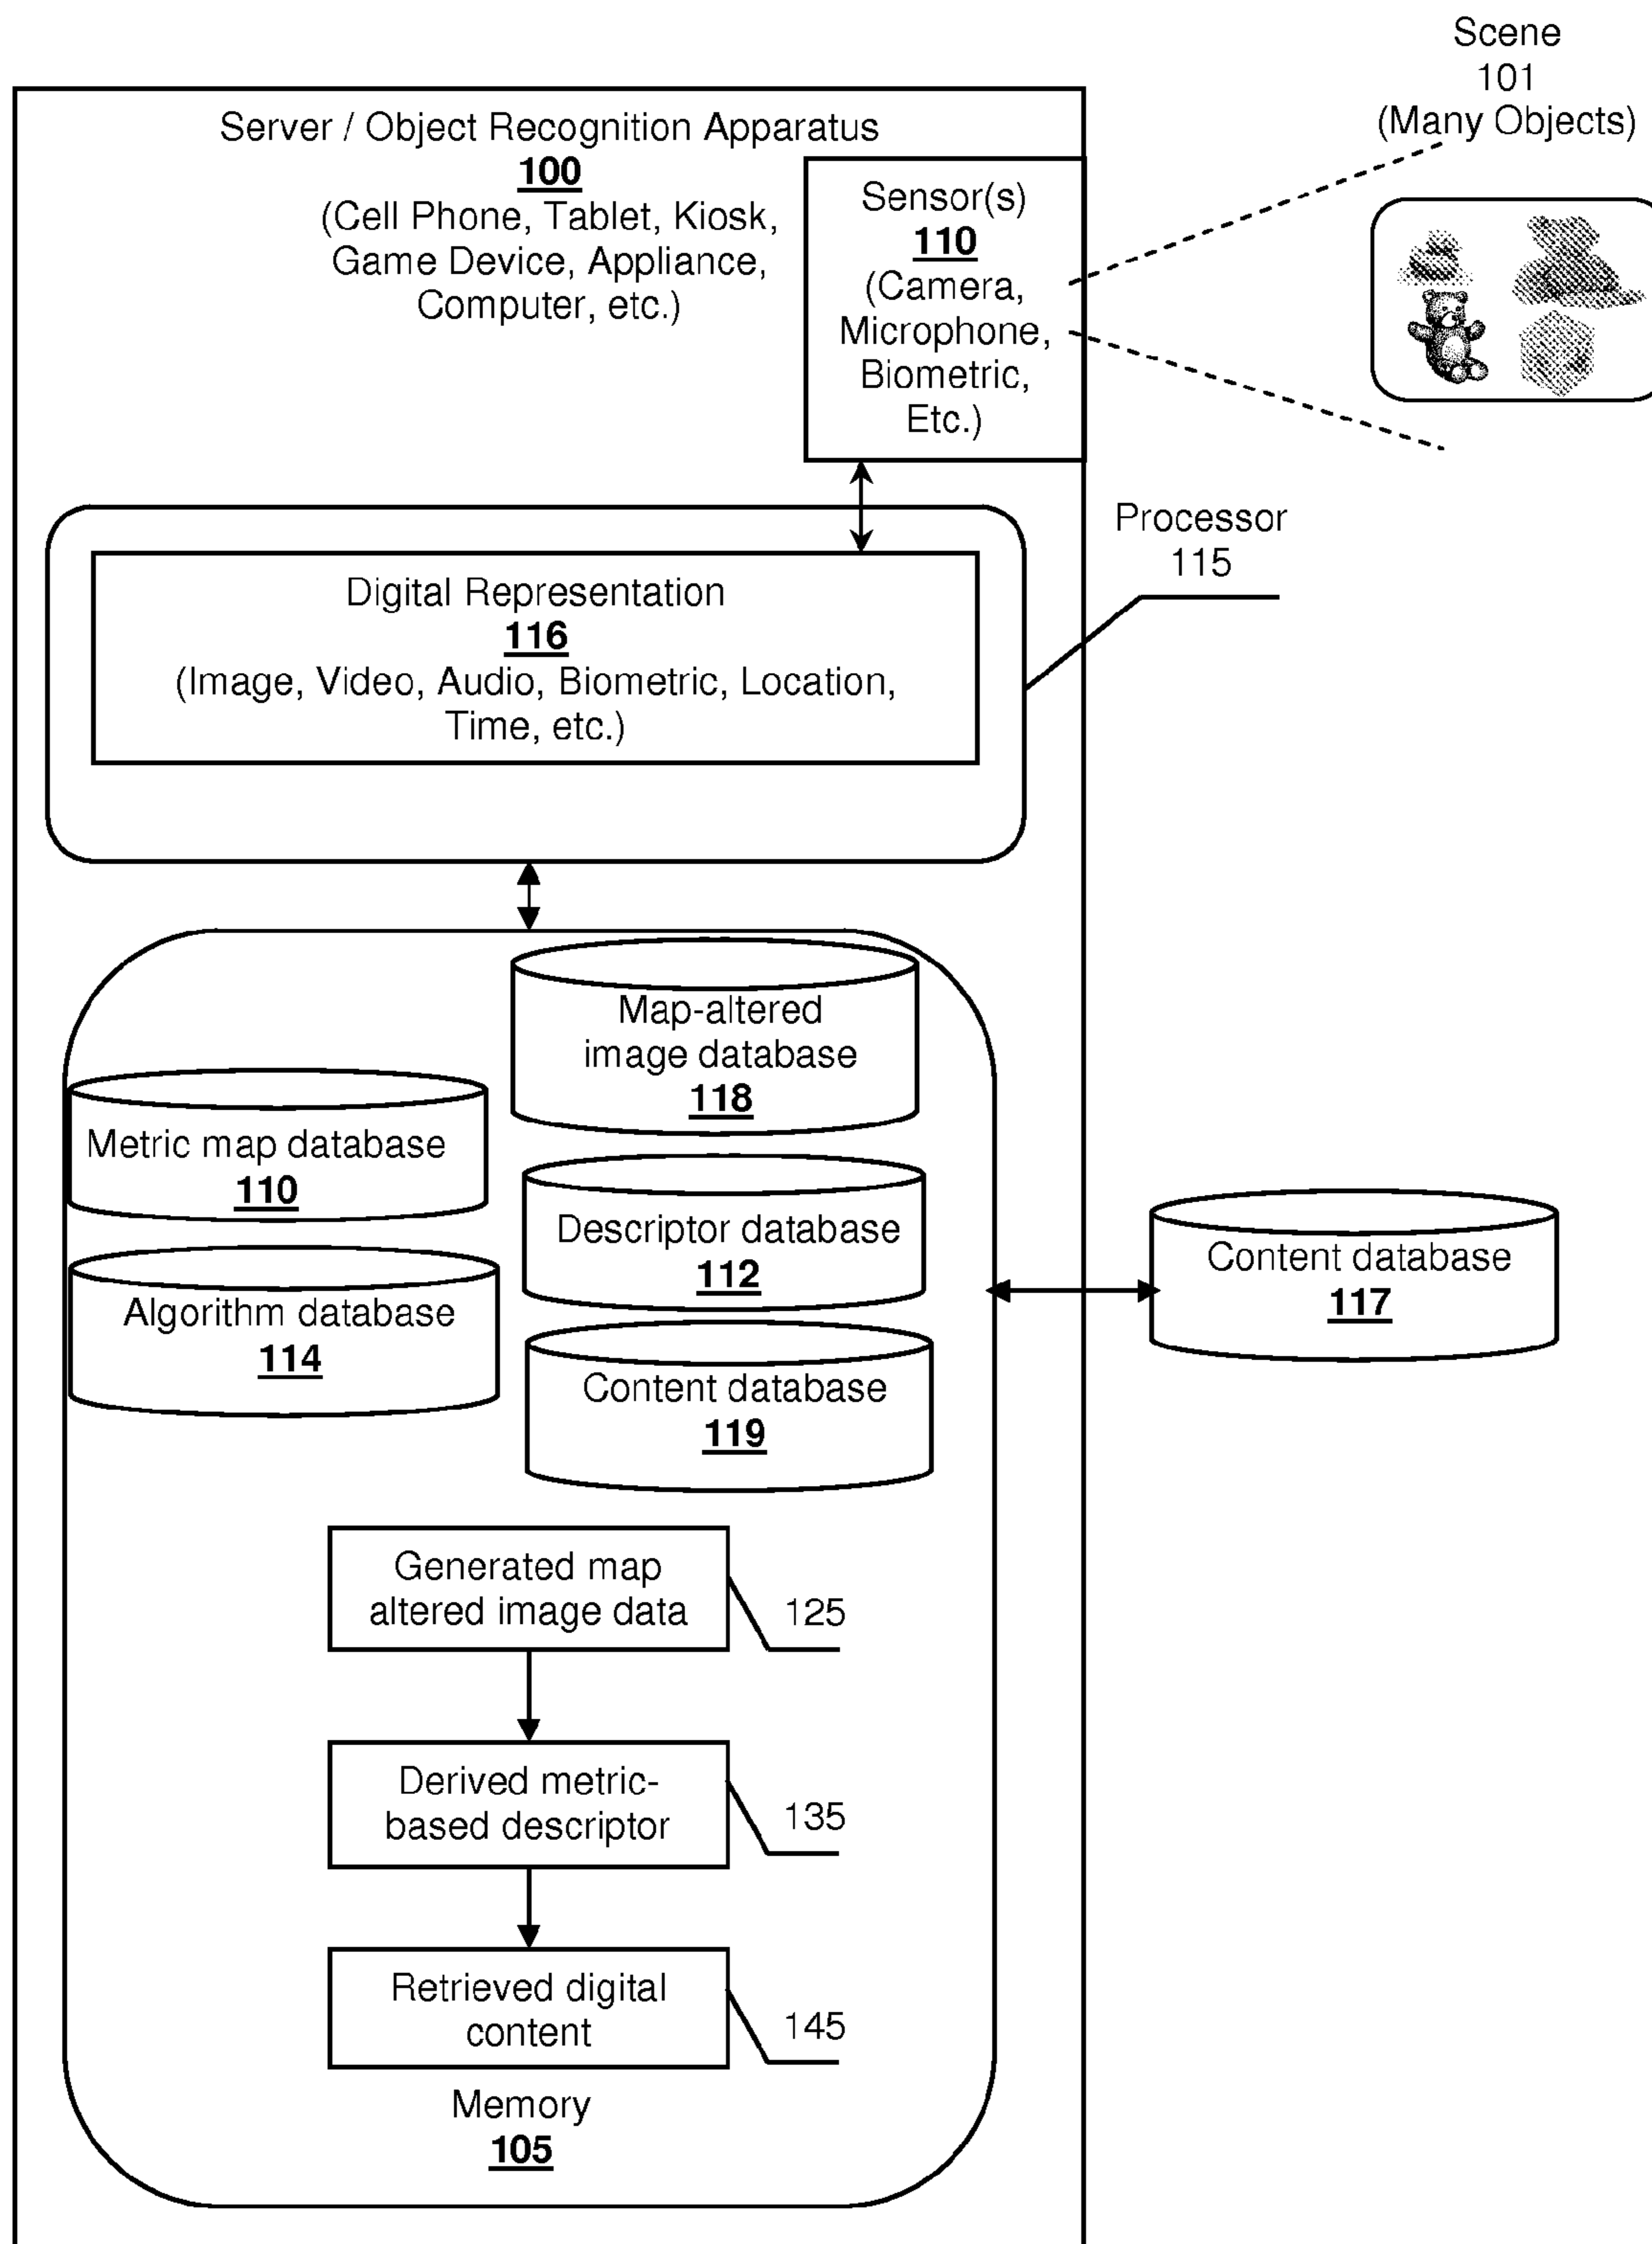 Scene
101
(Many Objects)
Server / Object Recognition Apparatus
100
(Cell Phone, Tablet, Kiosk,
Game Device, Appliance,
Computer, etc.)
Sensor(s)
110
(Camera,
Microphone,
Biometric,
Etc.)
Processor
115
Digital Representation
116
(Image, Video, Audio, Biometric, Location,
Time, etc.)
Map-altered
image database
118
Metric map database
110
Descriptor database
112
Algorithm database
114
Content database
119
Content database
117
Generated map
altered image data
125
Derived metric-
based descriptor
135
Retrieved digital
content
145
Memory
105